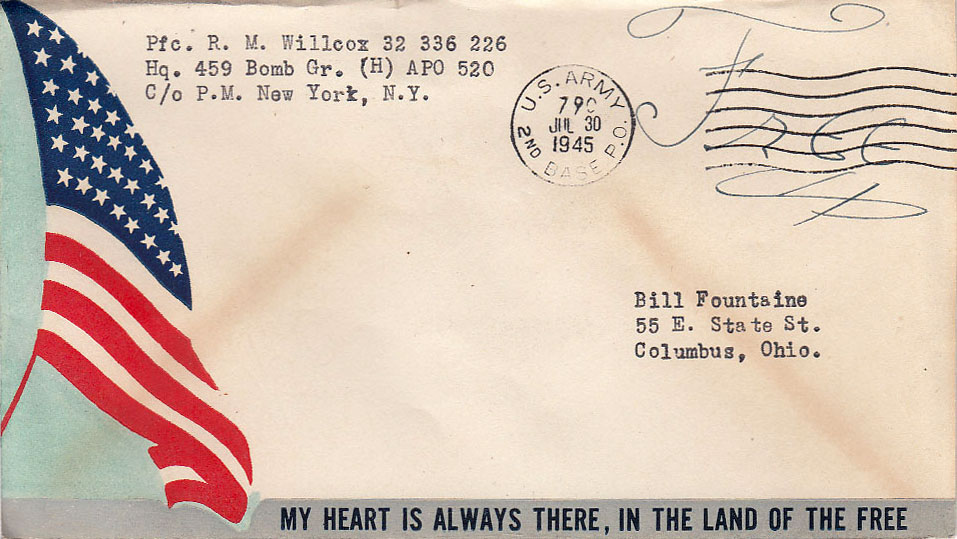 Pfc. R. M. Willcox 32 336 226
Hq. 459 Bomb Gr. (H) APO 520
C/o P.M. New York, N.Y.
U.S. ARMY
JUL 30
1945
2ND BASE P.O.
Free
Bill Fountaine
55 E. State St.
Columbus, Ohio.
MY HEART IS ALWAYS THERE, IN THE LAND OF THE FREE